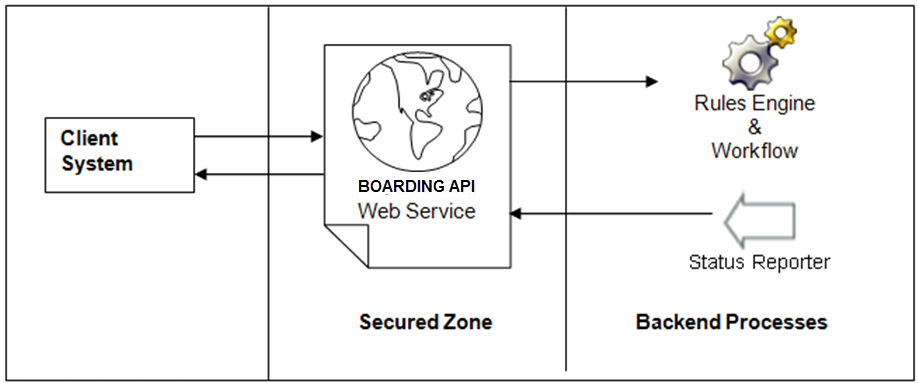 Client
System
BOARDING API
Web Service
Secured Zone
Rules Engine
&
Workflow
Status Reporter
Backend Processes